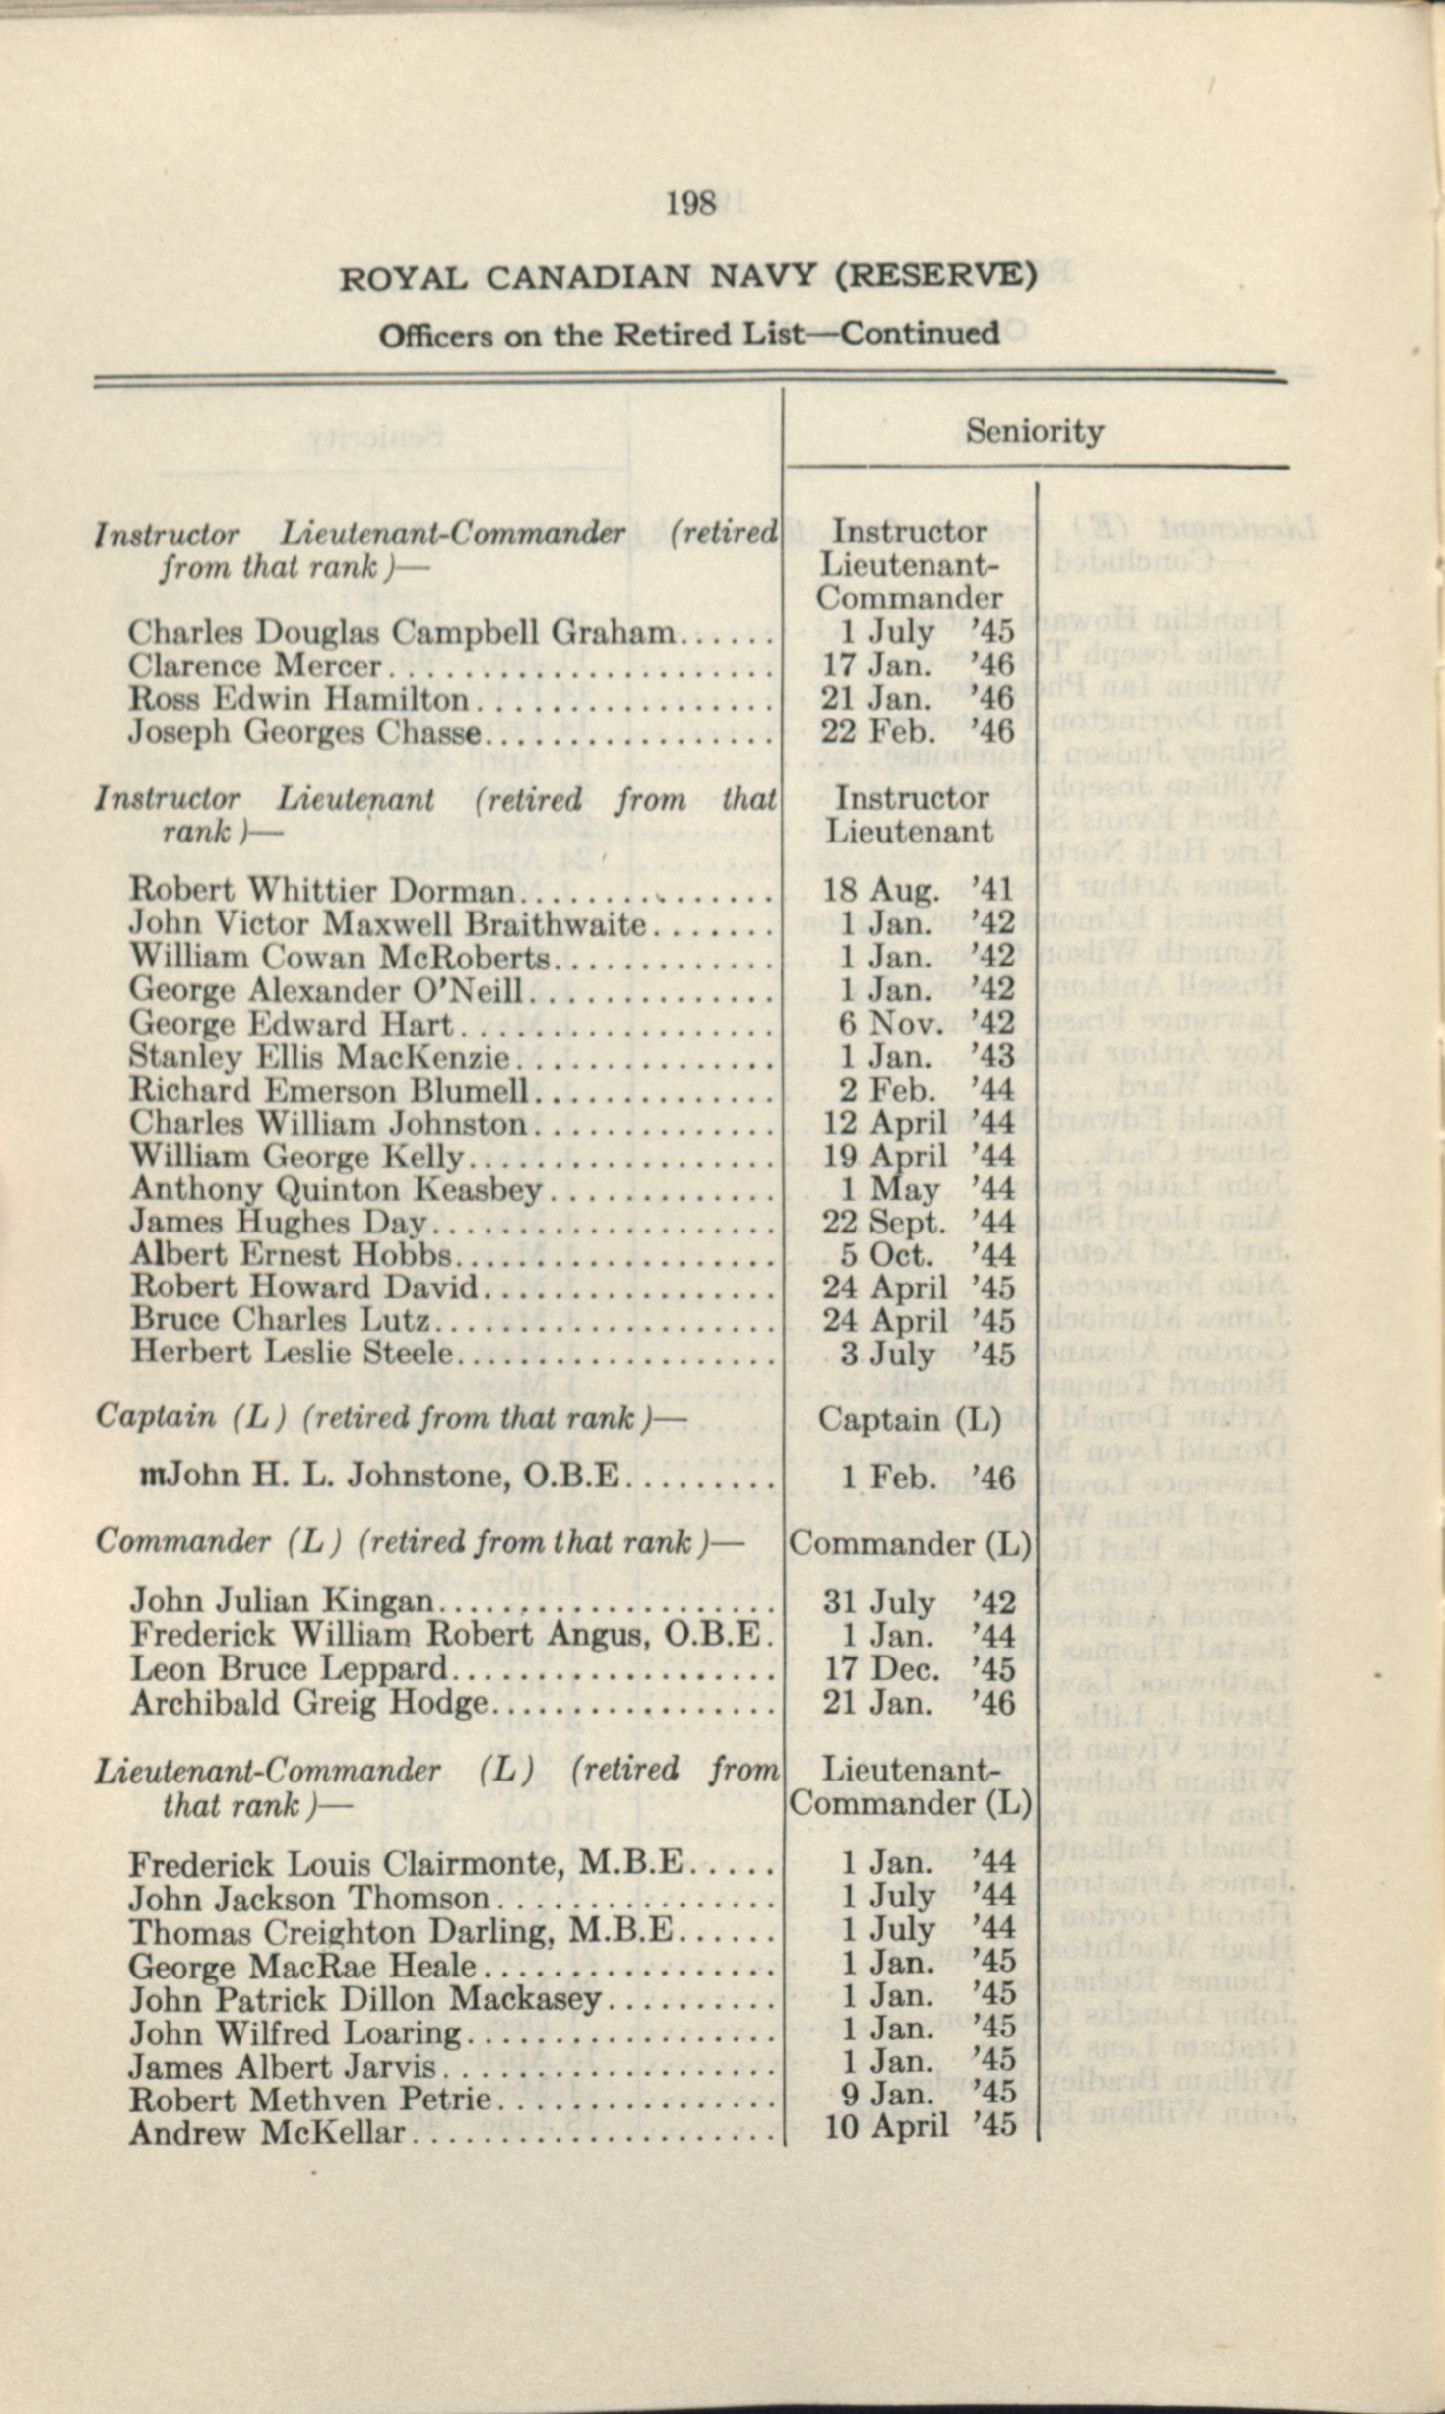 198
ROYAL CANADIAN NAVY (RESERVE)
Officers on the Retired List—Continued
Seniority
Instructor Lieutenant-Commander (retired from that rank)— Instructor Lieutenant-Commander
Charles Douglas Campbell Graham...... 1 July '45
Clarence Mercer..................... 17 Jan. '46
Ross Edwin Hamilton................. 21 Jan. '46
Joseph Georges Chasse................ 22 Feb. '46
Instructor Lieutenant (retired from that rank)— Instructor Lieutenant
Robert Whittier Dorman.............. 18 Aug. '41
John Victor Maxwell Braithwaite....... 1 Jan. '42
William Cowan McRoberts............. 1 Jan. '42
George Alexander O'Neill.............. 1 Jan. '42
George Edward Hart.................. 6 Nov. '42
Stanley Ellis MacKenzie............... 1 Jan. '43
Richard Emerson Blumell.............. 2 Feb. '44
Charles William Johnston.............. 12 April '44
William George Kelly................. 19 April '44
Anthony Quinton Keasbey............. 1 May '44
James Hughes Day................... 22 Sept. '44
Albert Ernest Hobbs.................. 5 Oct. '44
Robert Howard David................ 24 April '45
Bruce Charles Lutz................... 24 April '45
Herbert Leslie Steele.................. 3 July '45
Captain (L) (retired from that rank)— Captain (L)
mJohn H. L. Johnstone, O.B.E.......... 1 Feb. '46
Commander (L) (retired from that rank)— Commander (L)
John Julian Kingan................... 31 July '42
Frederick William Robert Angus, O.B.E. 1 Jan. '44
Leon Bruce Leppard.................. 17 Dec. '45
Archibald Greig Hodge................ 21 Jan. '46
Lieutenant-Commander (L) (retired from that rank)— Lieutenant-Commander (L)
Frederick Louis Clairmonte, M.B.E..... 1 Jan. '44
John Jackson Thomson................ 1 July '44
Thomas Creighton Darling, M.B.E...... 1 July '44
George MacRae Heale................. 1 Jan. '45
John Patrick Dillon Mackasey.......... 1 Jan. '45
John Wilfred Loaring.................. 1 Jan. '45
James Albert Jarvis................... 1 Jan. '45
Robert Methven Petrie................ 9 Jan. '45
Andrew McKellar..................... 10 April '45